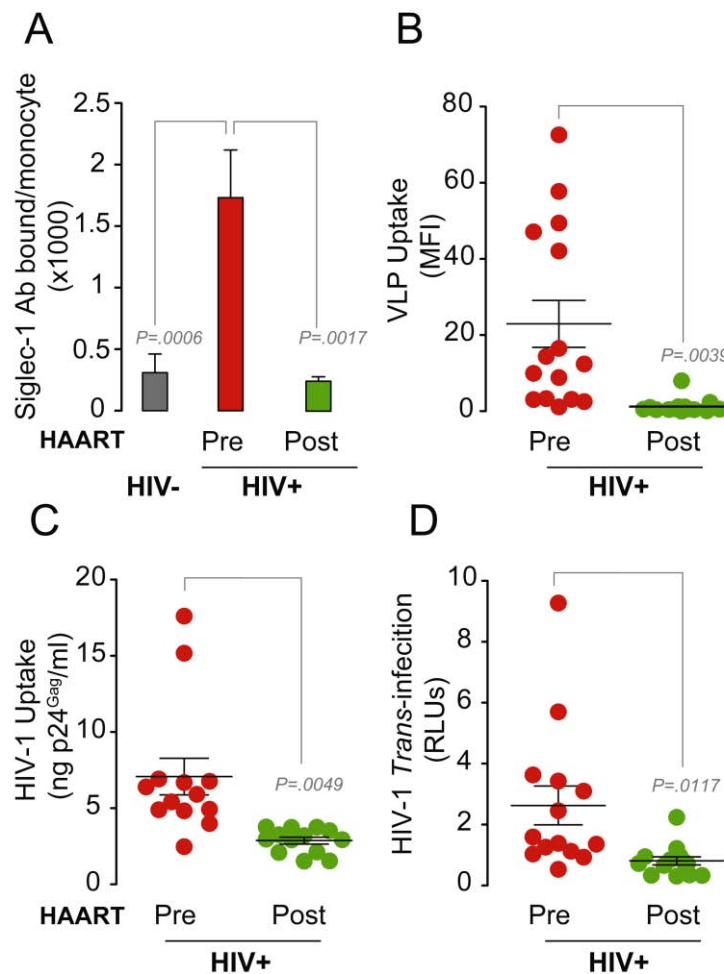 A
Siglec-1 Ab bound/monocyte
(x1000)
2.5
2
1.5
1
0.5
0
P=.0006
P=.0017
HAART
Pre
Post
HIV-
HIV+
B
VLP Uptake
(MFI)
80
60
40
20
0
P=.0039
Pre
Post
HIV+
C
HIV-1 Uptake
(ng p24Gag/ml)
20
15
10
5
0
P=.0049
HAART
Pre
Post
HIV+
D
HIV-1 Trans-infection
(RLUs)
10
8
6
4
2
0
P=.0117
Pre
Post
HIV+